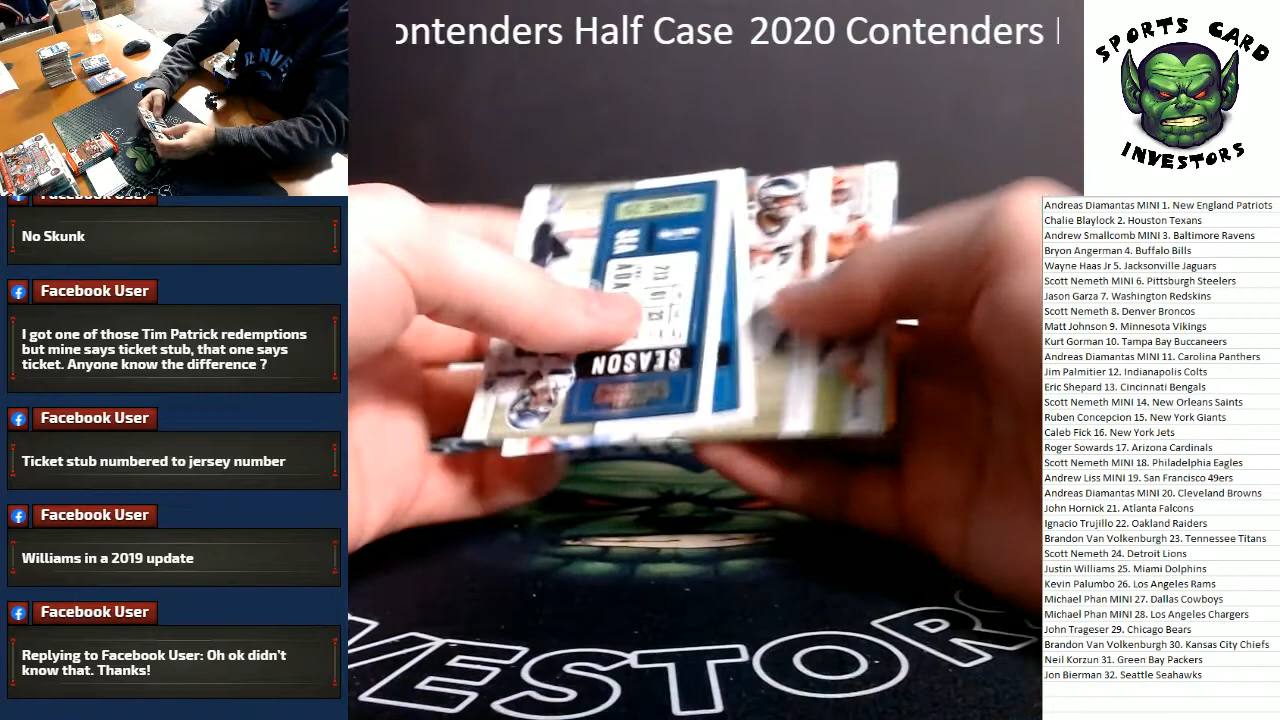 ontenders Half Case 2020 Contenders
SPORTS CARD
INVESTORS
Facebook User
No Skunk
Facebook User
I got one of those Tim Patrick redemptions
but mine says ticket stub, that one says
ticket. Anyone know the difference ?
Facebook User
Ticket stub numbered to jersey number
Facebook User
Williams in a 2019 update
Facebook User
Replying to Facebook User: Oh ok didn't
know that. Thanks!
SEA
ADA
SEASON
NVESTORS
Andreas Diamantas MINI 1. New England Patriots
Chalie Blaylock 2. Houston Texans
Andrew Smallcomb MINI 3. Baltimore Ravens
Bryon Angerman 4. Buffalo Bills
Wayne Haas Jr 5. Jacksonville Jaguars
Scott Nemeth MINI 6. Pittsburgh Steelers
Jason Garza 7. Washington Redskins
Scott Nemeth 8. Denver Broncos
Matt Johnson 9. Minnesota Vikings
Kurt Gorman 10. Tampa Bay Buccaneers
Andreas Diamantas MINI 11. Carolina Panthers
Jim Palmitier 12. Indianapolis Colts
Eric Shepard 13. Cincinnati Bengals
Scott Nemeth MINI 14. New Orleans Saints
Ruben Concepcion 15. New York Giants
Caleb Fick 16. New York Jets
Roger Sowards 17. Arizona Cardinals
Scott Nemeth MINI 18. Philadelphia Eagles
Andrew Liss MINI 19. San Francisco 49ers
Andreas Diamantas MINI 20. Cleveland Browns
John Hornick 21. Atlanta Falcons
Ignacio Trujillo 22. Oakland Raiders
Brandon Van Volkenburgh 23. Tennessee Titans
Scott Nemeth 24. Detroit Lions
Justin Williams 25. Miami Dolphins
Kevin Palumbo 26. Los Angeles Rams
Michael Phan MINI 27. Dallas Cowboys
Michael Phan MINI 28. Los Angeles Chargers
John Trageser 29. Chicago Bears
Brandon Van Volkenburgh 30. Kansas City Chiefs
Neil Korzun 31. Green Bay Packers
Jon Bierman 32. Seattle Seahawks